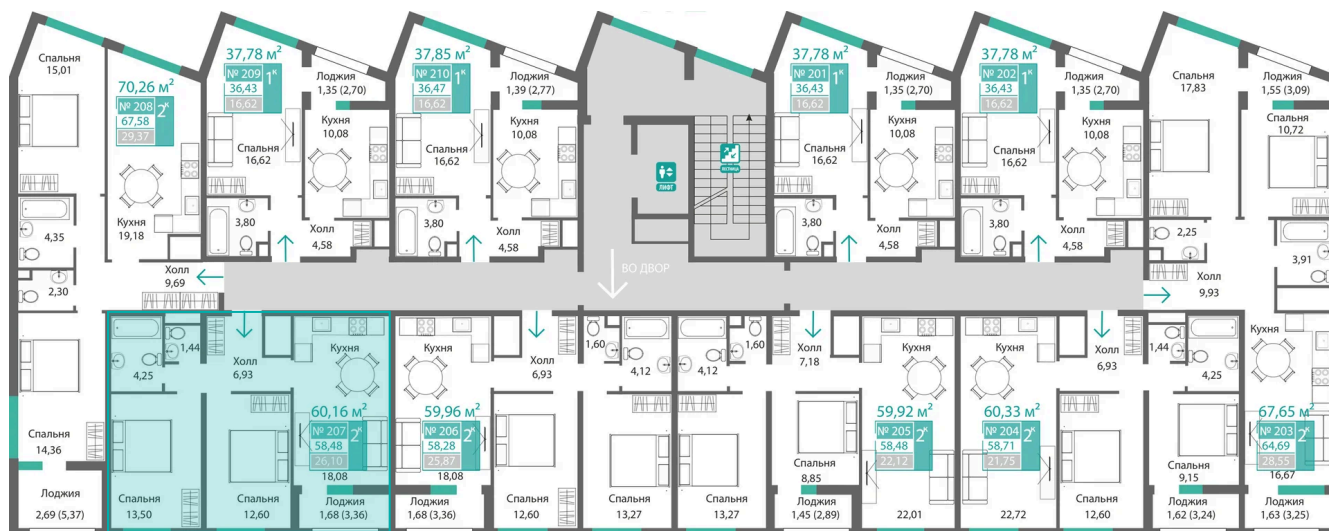 Спальня
15,01
70,26 м²
№ 208
2к
67,58
29,37
Кухня
19,18
4,35
2,30
Холл
9,69
Спальня
14,36
Лоджия
2,69 (5,37)
37,78 м²
№ 209
1к
36,43
16,62
Лоджия
1,35 (2,70)
Кухня
10,08
Спальня
16,62
3,80
Холл
4,58
37,85 м²
№ 210
1к
36,47
16,62
Лоджия
1,39 (2,77)
Кухня
10,08
Спальня
16,62
3,80
Холл
4,58
ЛИФТ
ЛЕСТНИЦА
ВО ДВОР
37,78 м²
№ 201
1к
36,43
16,62
Лоджия
1,35 (2,70)
Кухня
10,08
Спальня
16,62
3,80
Холл
4,58
37,78 м²
№ 202
1к
36,43
16,62
Лоджия
1,35 (2,70)
Кухня
10,08
Спальня
16,62
3,80
Холл
4,58
Спальня
17,83
Лоджия
1,55 (3,09)
Спальня
10,72
2,25
3,91
Холл
9,93
1,44
4,25
Холл
6,93
Кухня
60,16 м²
№ 207
2к
58,48
26,10
18,08
Спальня
13,50
Спальня
12,60
Лоджия
1,68 (3,36)
Кухня
59,96 м²
№ 206
2к
58,28
25,87
18,08
Лоджия
1,68 (3,36)
Холл
6,93
1,60
4,12
Спальня
12,60
Спальня
13,27
1,60
4,12
Холл
7,18
Кухня
59,92 м²
№ 205
2к
58,48
22,12
Спальня
13,27
Спальня
8,85
Лоджия
1,45 (2,89)
22,01
Кухня
60,33 м²
№ 204
2к
58,71
21,75
22,72
Холл
6,93
1,44
4,25
Спальня
12,60
Спальня
9,15
Лоджия
1,62 (3,24)
Кухня
67,65 м²
№ 203
2к
64,69
28,55
16,67
Лоджия
1,63 (3,25)